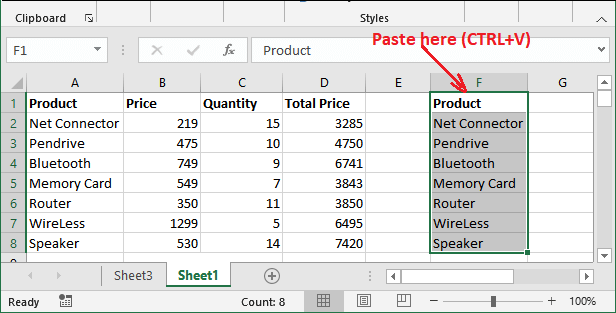 Clipboard Styles
Paste here (CTRL+V)
F1 fx Product
A B C D E F G
1 Product Price Quantity Total Price Product
2 Net Connector 219 15 3285 Net Connector
3 Pendrive 475 10 4750 Pendrive
4 Bluetooth 749 9 6741 Bluetooth
5 Memory Card 549 7 3843 Memory Card
6 Router 350 11 3850 Router
7 WireLess 1299 5 6495 WireLess
8 Speaker 530 14 7420 Speaker
Sheet3 Sheet1
Ready Count: 8 100%